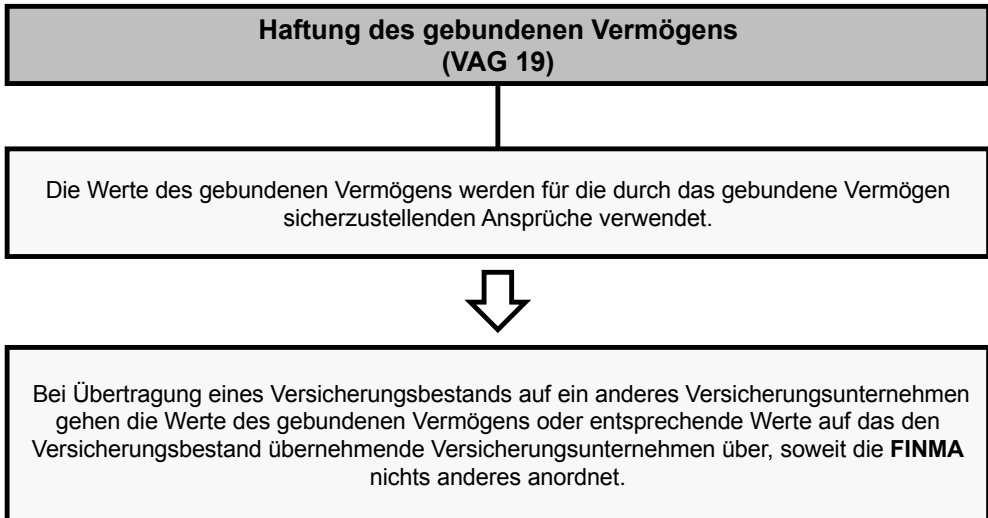 Haftung des gebundenen Vermögens
(VAG 19)
Die Werte des gebundenen Vermögens werden für die durch das gebundene Vermögen
sicherzustellenden Ansprüche verwendet.
Bei Übertragung eines Versicherungsbestands auf ein anderes Versicherungsunternehmen
gehen die Werte des gebundenen Vermögens oder entsprechende Werte auf das den
Versicherungsbestand übernehmende Versicherungsunternehmen über, soweit die FINMA
nichts anderes anordnet.